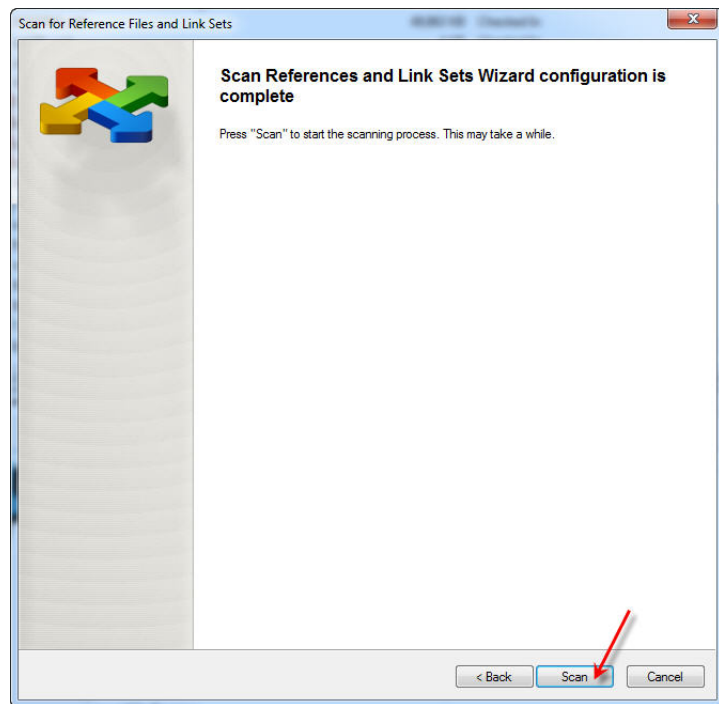 Scan for Reference Files and Link Sets
Scan References and Link Sets Wizard configuration is
complete
Press "Scan" to start the scanning process. This may take a while.
< Back
Scan
Cancel